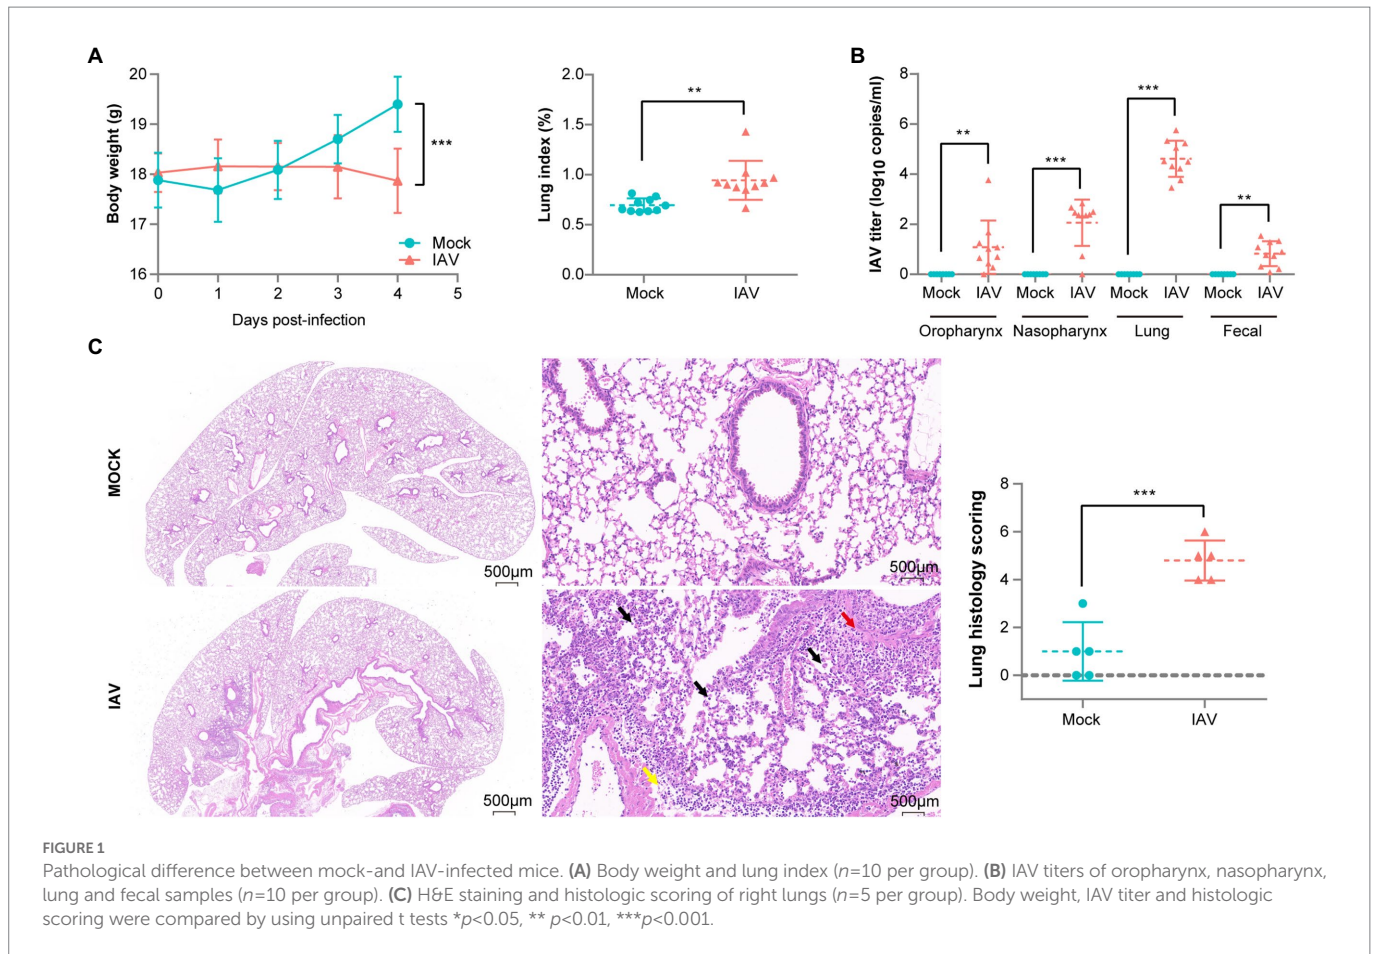 A
20
19
18
17
16
Body weight (g)
***
Mock
IAV
0 1 2 3 4 5
Days post-infection
2.0
1.5
1.0
0.5
0.0
Lung index (%)
**
Mock IAV
B
8
6
4
2
0
IAV titer (log10 copies/ml)
**
***
***
**
Mock IAV Mock IAV Mock IAV Mock IAV
Oropharynx Nasopharynx Lung Fecal
C
MOCK
500μm
500μm
IAV
500μm
500μm
8
6
4
2
0
Lung histology scoring
***
Mock IAV
FIGURE 1
Pathological difference between mock-and IAV-infected mice. (A) Body weight and lung index (n=10 per group). (B) IAV titers of oropharynx, nasopharynx,
lung and fecal samples (n=10 per group). (C) H&E staining and histologic scoring of right lungs (n=5 per group). Body weight, IAV titer and histologic
scoring were compared by using unpaired t tests *p<0.05, ** p<0.01, ***p<0.001.